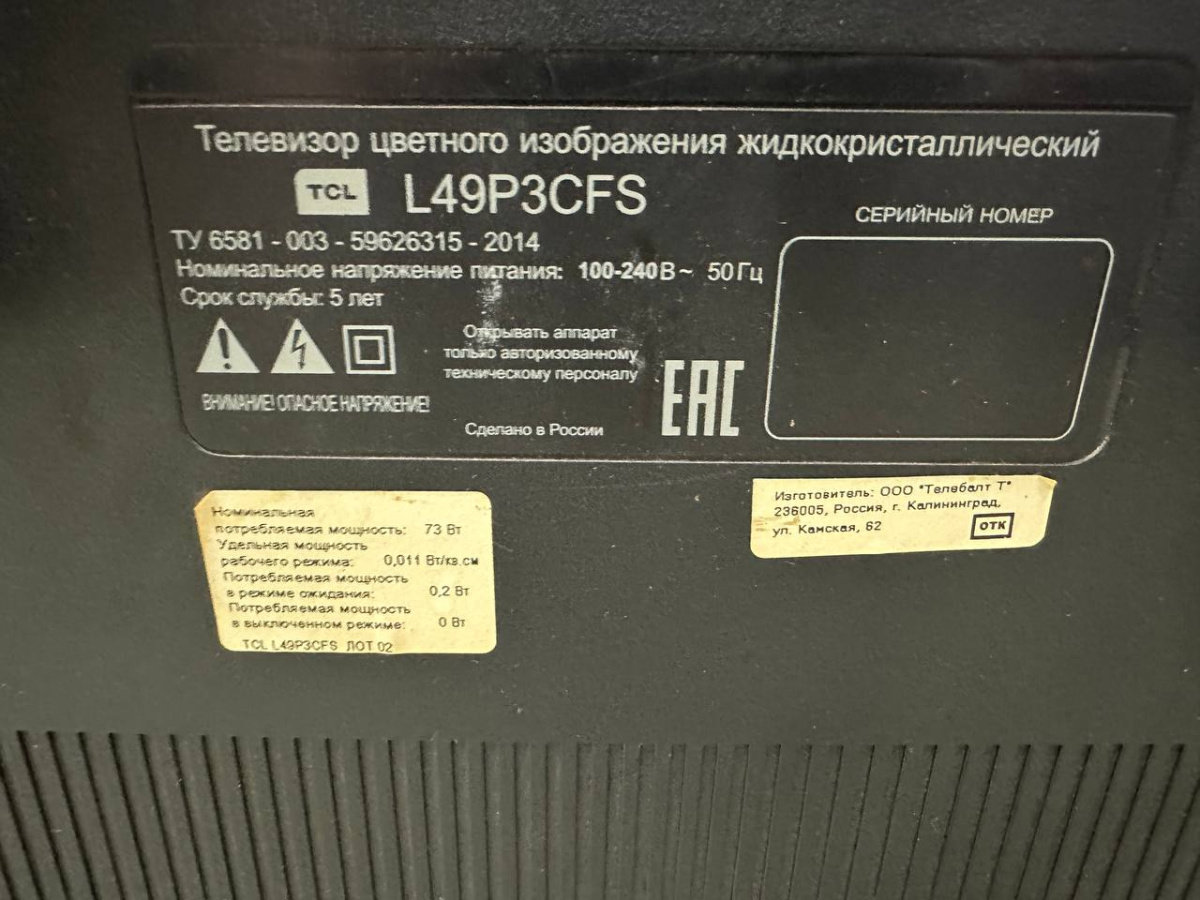 Телевизор цветного изображения жидкокристаллический
TCL L49P3CFS
СЕРИЙНЫЙ НОМЕР
ТУ 6581 - 003 - 59626315 - 2014
Номинальное напряжение питания: 100-240В~ 50Гц
Срок службы: 5 лет
Открывать аппарат
только авторизованному
техническому персоналу
ВНИМАНИЕ! ОПАСНОЕ НАПРЯЖЕНИЕ!
Сделано в России
EAC
Номинальная
потребляемая мощность: 73 Вт
Удельная мощность
рабочего режима: 0,011 Вт/кв.см
Потребляемая мощность
в режиме ожидания: 0,2 Вт
Потребляемая мощность
в выключенном режиме: 0 Вт
TCL L49P3CFS ЛОТ 02
Изготовитель: ООО "Телебалт Т"
236005, Россия, г. Калининград,
ул. Камская, 62
ОТК